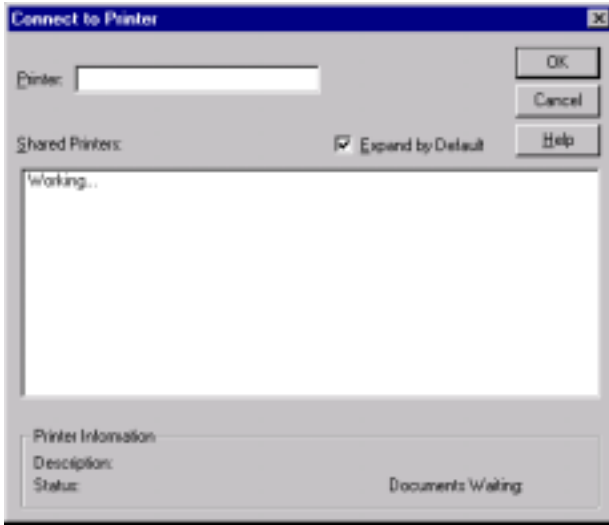 Connect to Printer
Printer:
OK
Cancel
Help
Shared Printers:
Expand by Default
Working...
Printer Information
Description:
Status:
Documents Waiting: